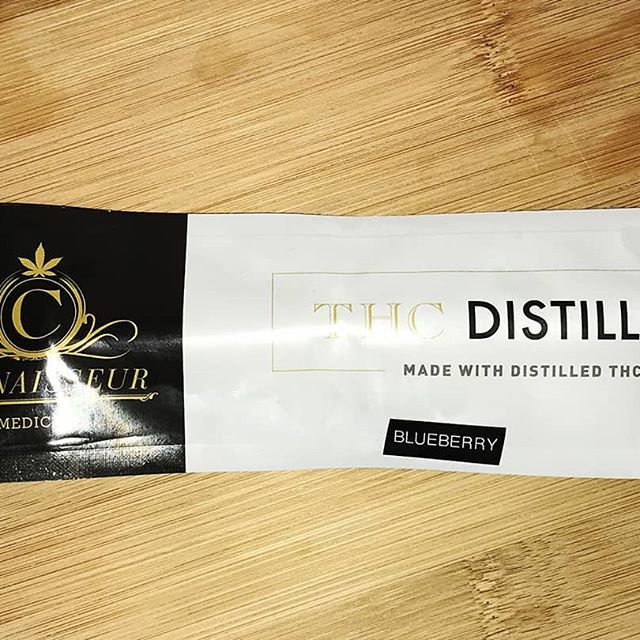 C
NAISSEUR
MEDIC
THC DISTILL
MADE WITH DISTILLED THC
BLUEBERRY